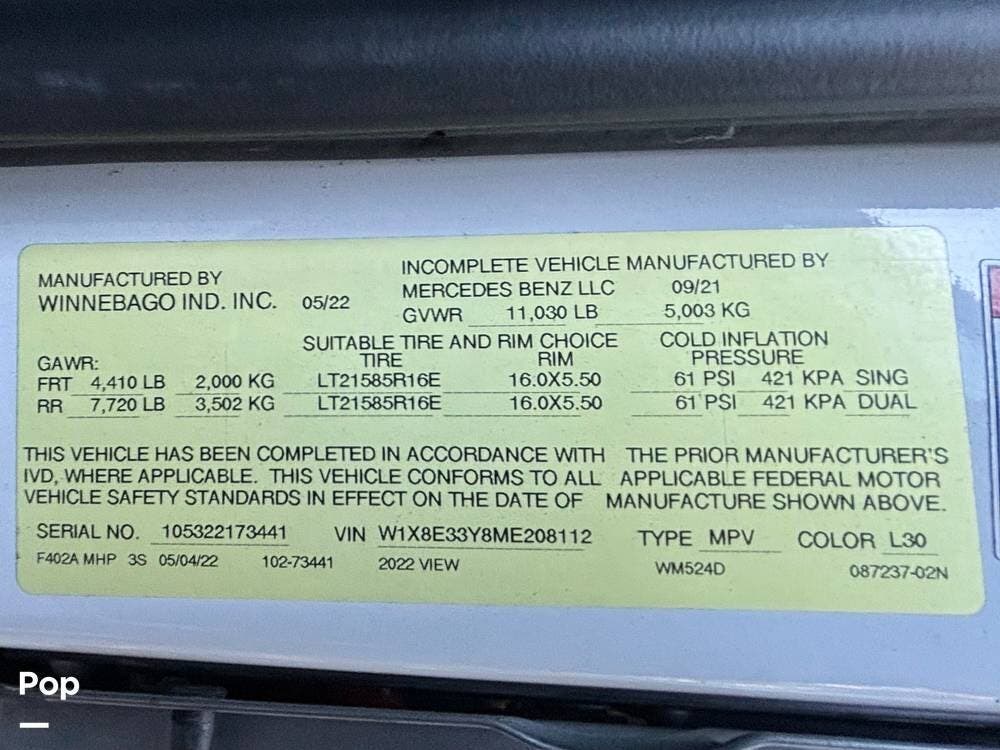 MANUFACTURED BY
WINNEBAGO IND. INC. 05/22
INCOMPLETE VEHICLE MANUFACTURED BY
MERCEDES BENZ LLC 09/21
GVWR 11,030 LB 5,003 KG
SUITABLE TIRE AND RIM CHOICE COLD INFLATION
GAWR: TIRE RIM PRESSURE
FRT 4,410 LB 2,000 KG LT21585R16E 16.0X5.50 61 PSI 421 KPA SING
RR 7,720 LB 3,502 KG LT21585R16E 16.0X5.50 61 PSI 421 KPA DUAL
THIS VEHICLE HAS BEEN COMPLETED IN ACCORDANCE WITH THE PRIOR MANUFACTURER'S
IVD, WHERE APPLICABLE. THIS VEHICLE CONFORMS TO ALL APPLICABLE FEDERAL MOTOR
VEHICLE SAFETY STANDARDS IN EFFECT ON THE DATE OF MANUFACTURE SHOWN ABOVE.
SERIAL NO. 105322173441 VIN W1X8E33Y8ME208112 TYPE MPV COLOR L30
F402A MHP 3S 05/04/22 102-73441 2022 VIEW WM524D 087237-02N
Pop